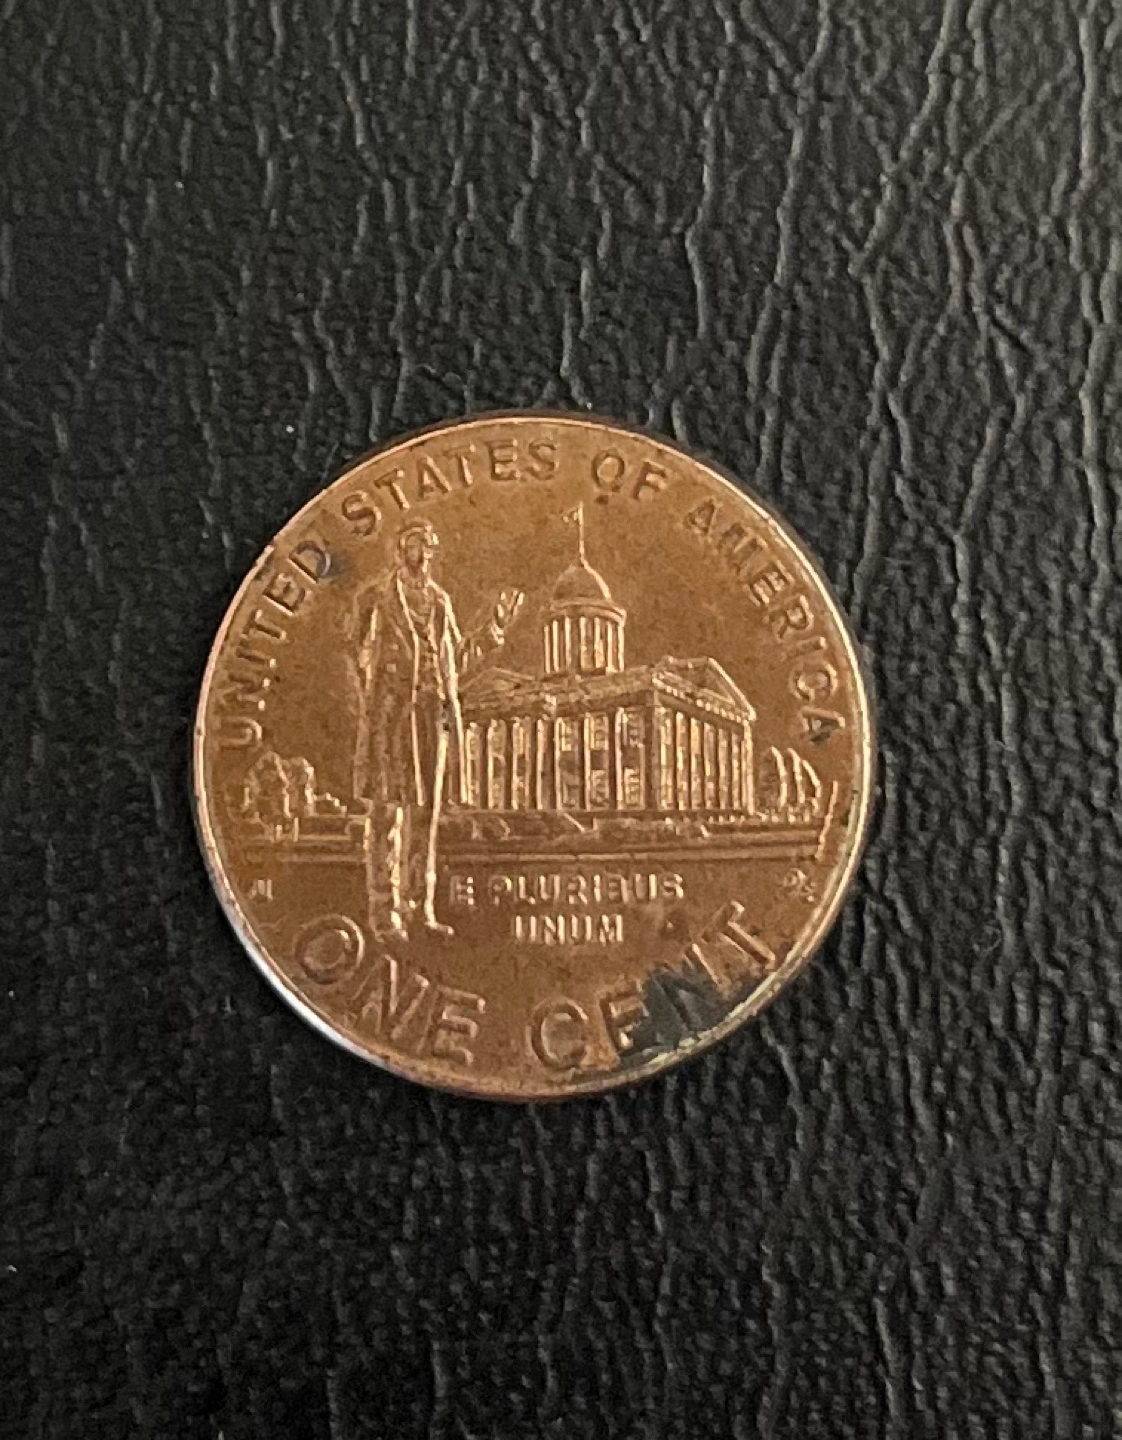 UNITED STATES OF AMERICA
E PLURIBUS
UNUM
ONE CENT